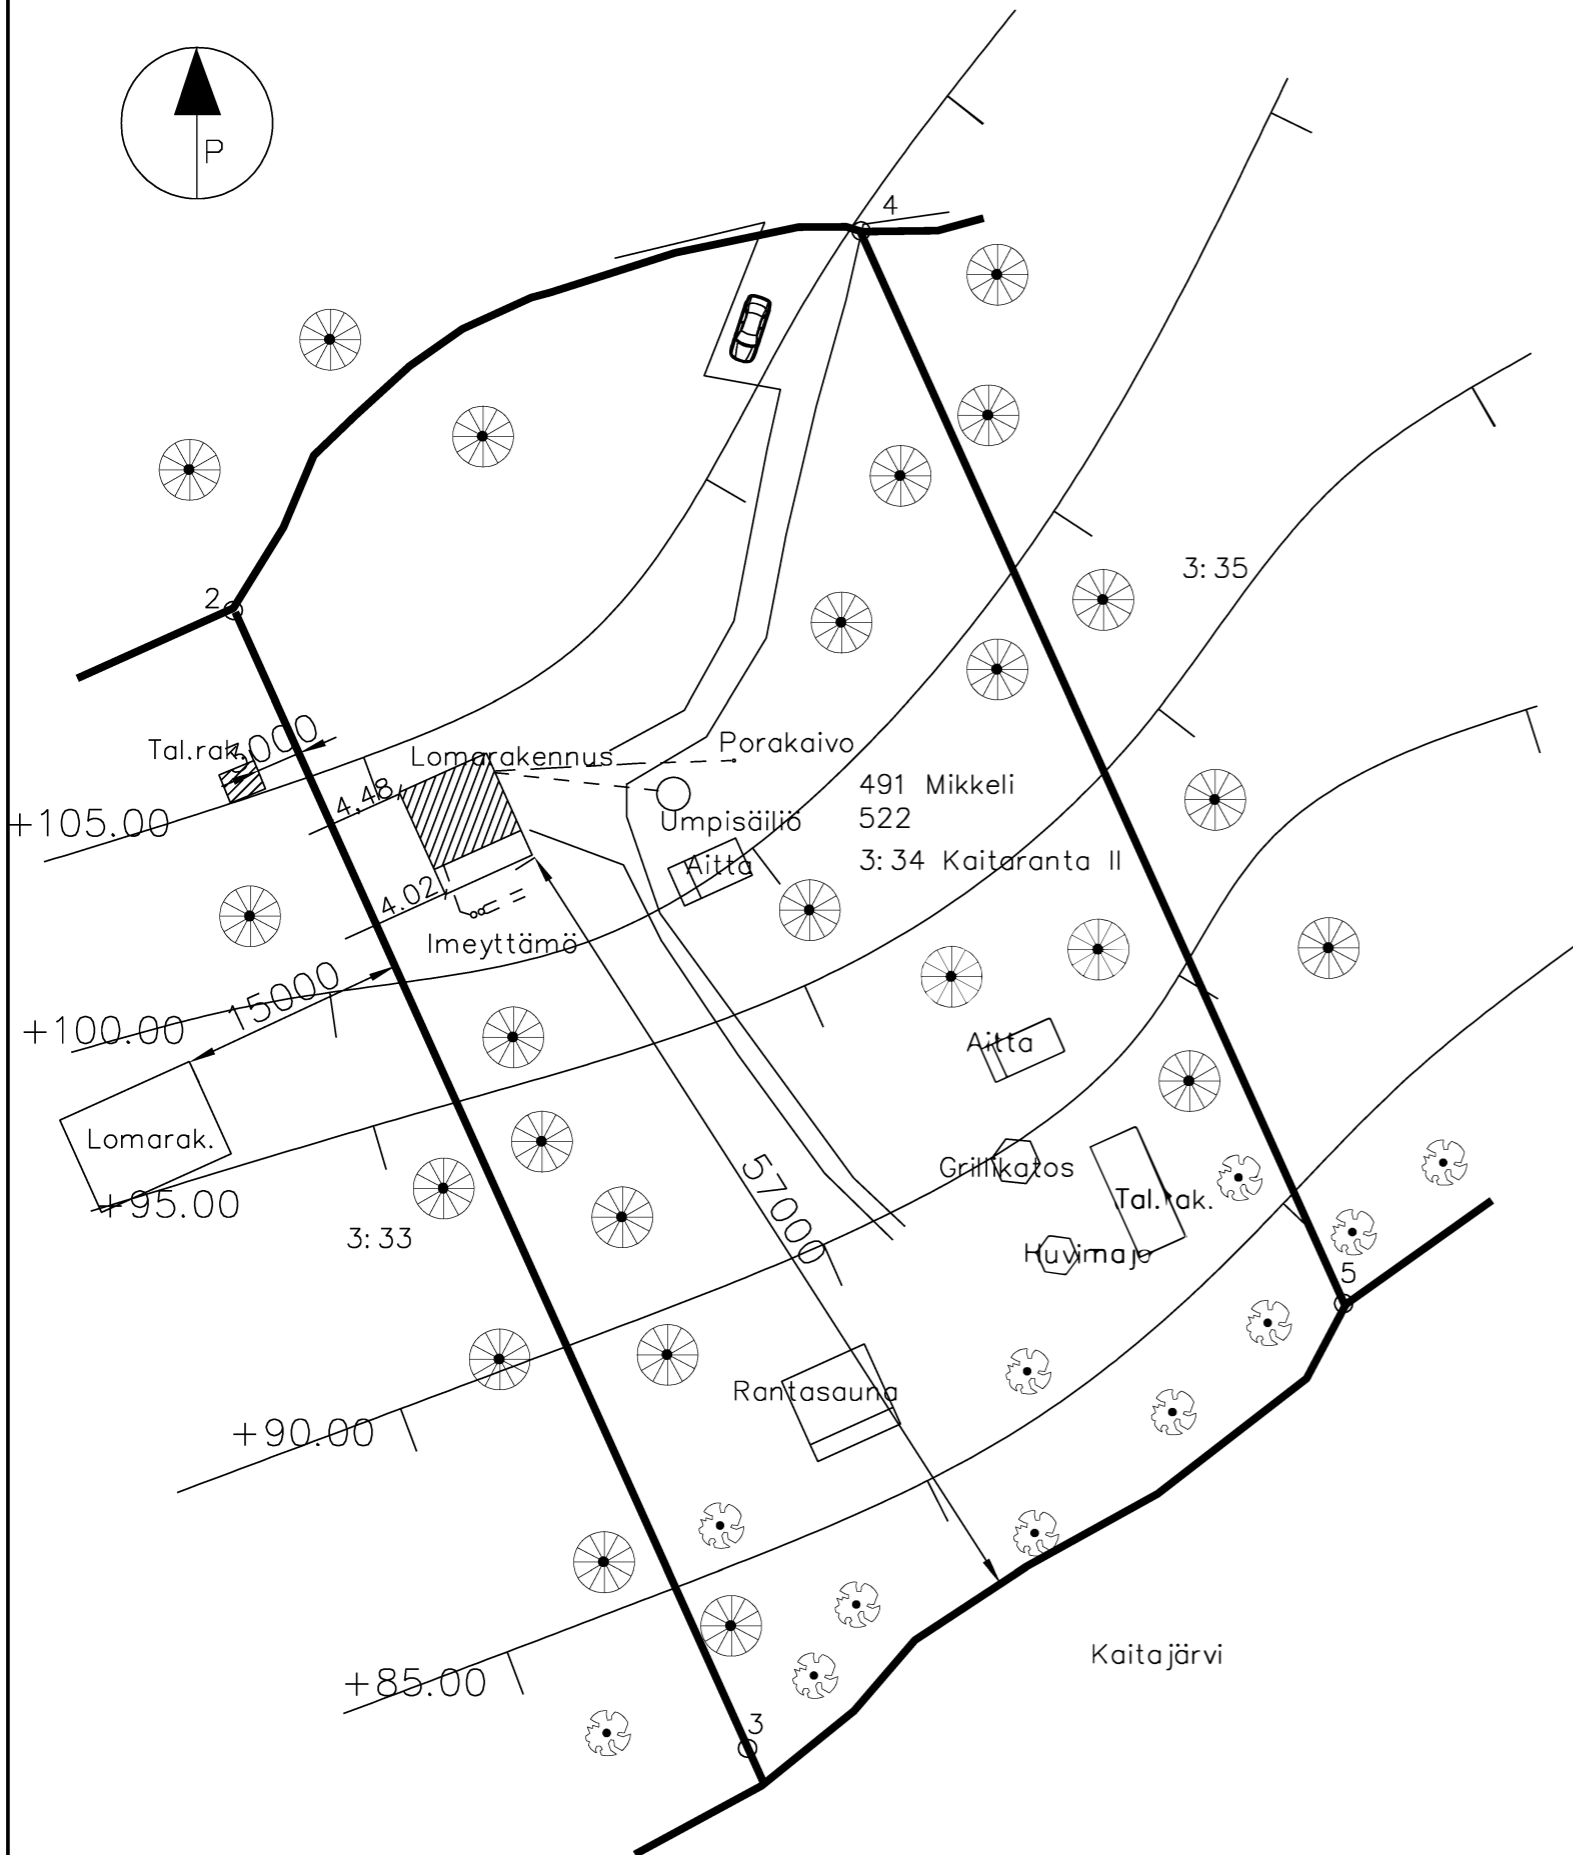 P
4
2
3:35
Tal.rak.
3000
Lomarakennus
Porakaivo
4,48
491 Mikkeli
+105.00
Umpisäiliö
522
Aitta
3:34 Kaitaranta II
4.02
Imeyttämö
15000
+100.00
Aitta
Lomarak.
Grillikatos
57000
+95.00
Tal.rak.
3:33
Huvimaja
5
Rantasauna
+90.00
Kaitajärvi
+85.00
3